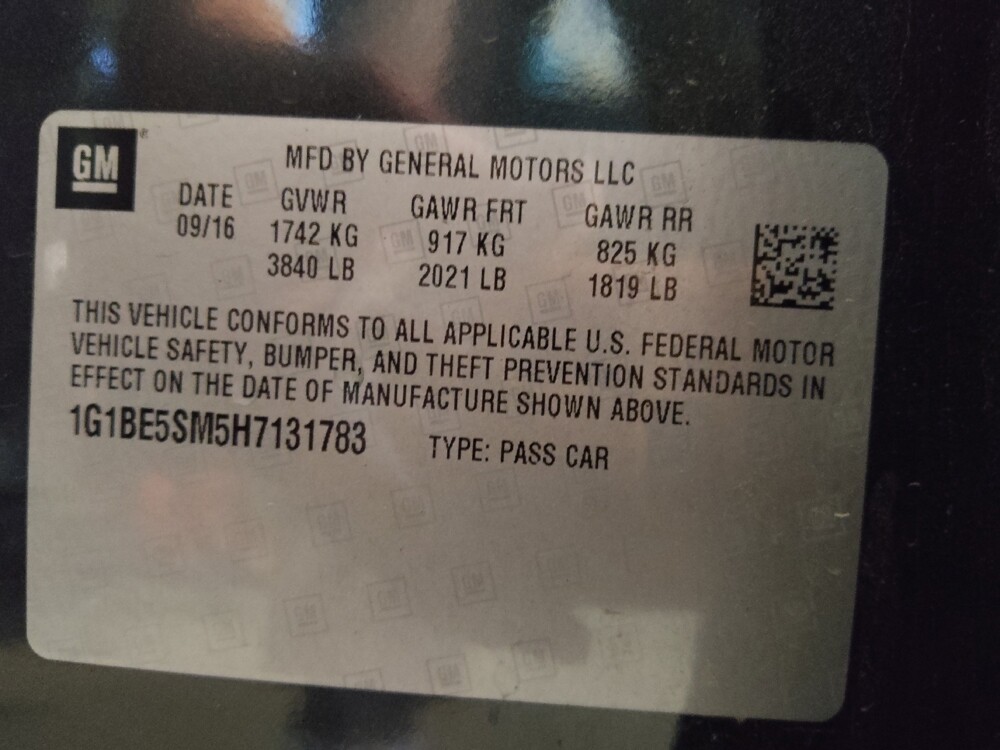 GM
MFD BY GENERAL MOTORS LLC
DATE GVWR GAWR FRT GAWR RR
09/16 1742 KG 917 KG 825 KG
3840 LB 2021 LB 1819 LB
THIS VEHICLE CONFORMS TO ALL APPLICABLE U.S. FEDERAL MOTOR
VEHICLE SAFETY, BUMPER, AND THEFT PREVENTION STANDARDS IN
EFFECT ON THE DATE OF MANUFACTURE SHOWN ABOVE.
1G1BE5SM5H7131783 TYPE: PASS CAR